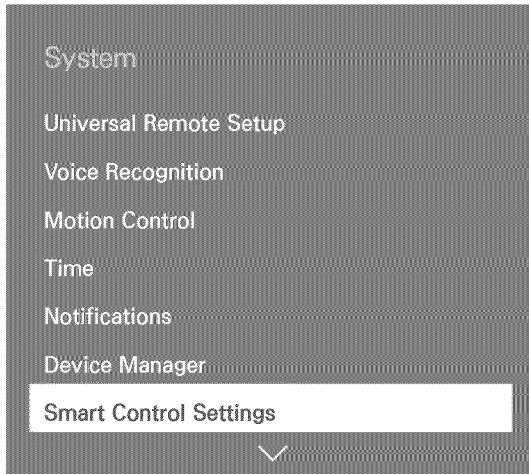 System
Universal Remote Setup
Voice Recognition
Motion Control
Time
Notifications
Device Manager
Smart Control Settings